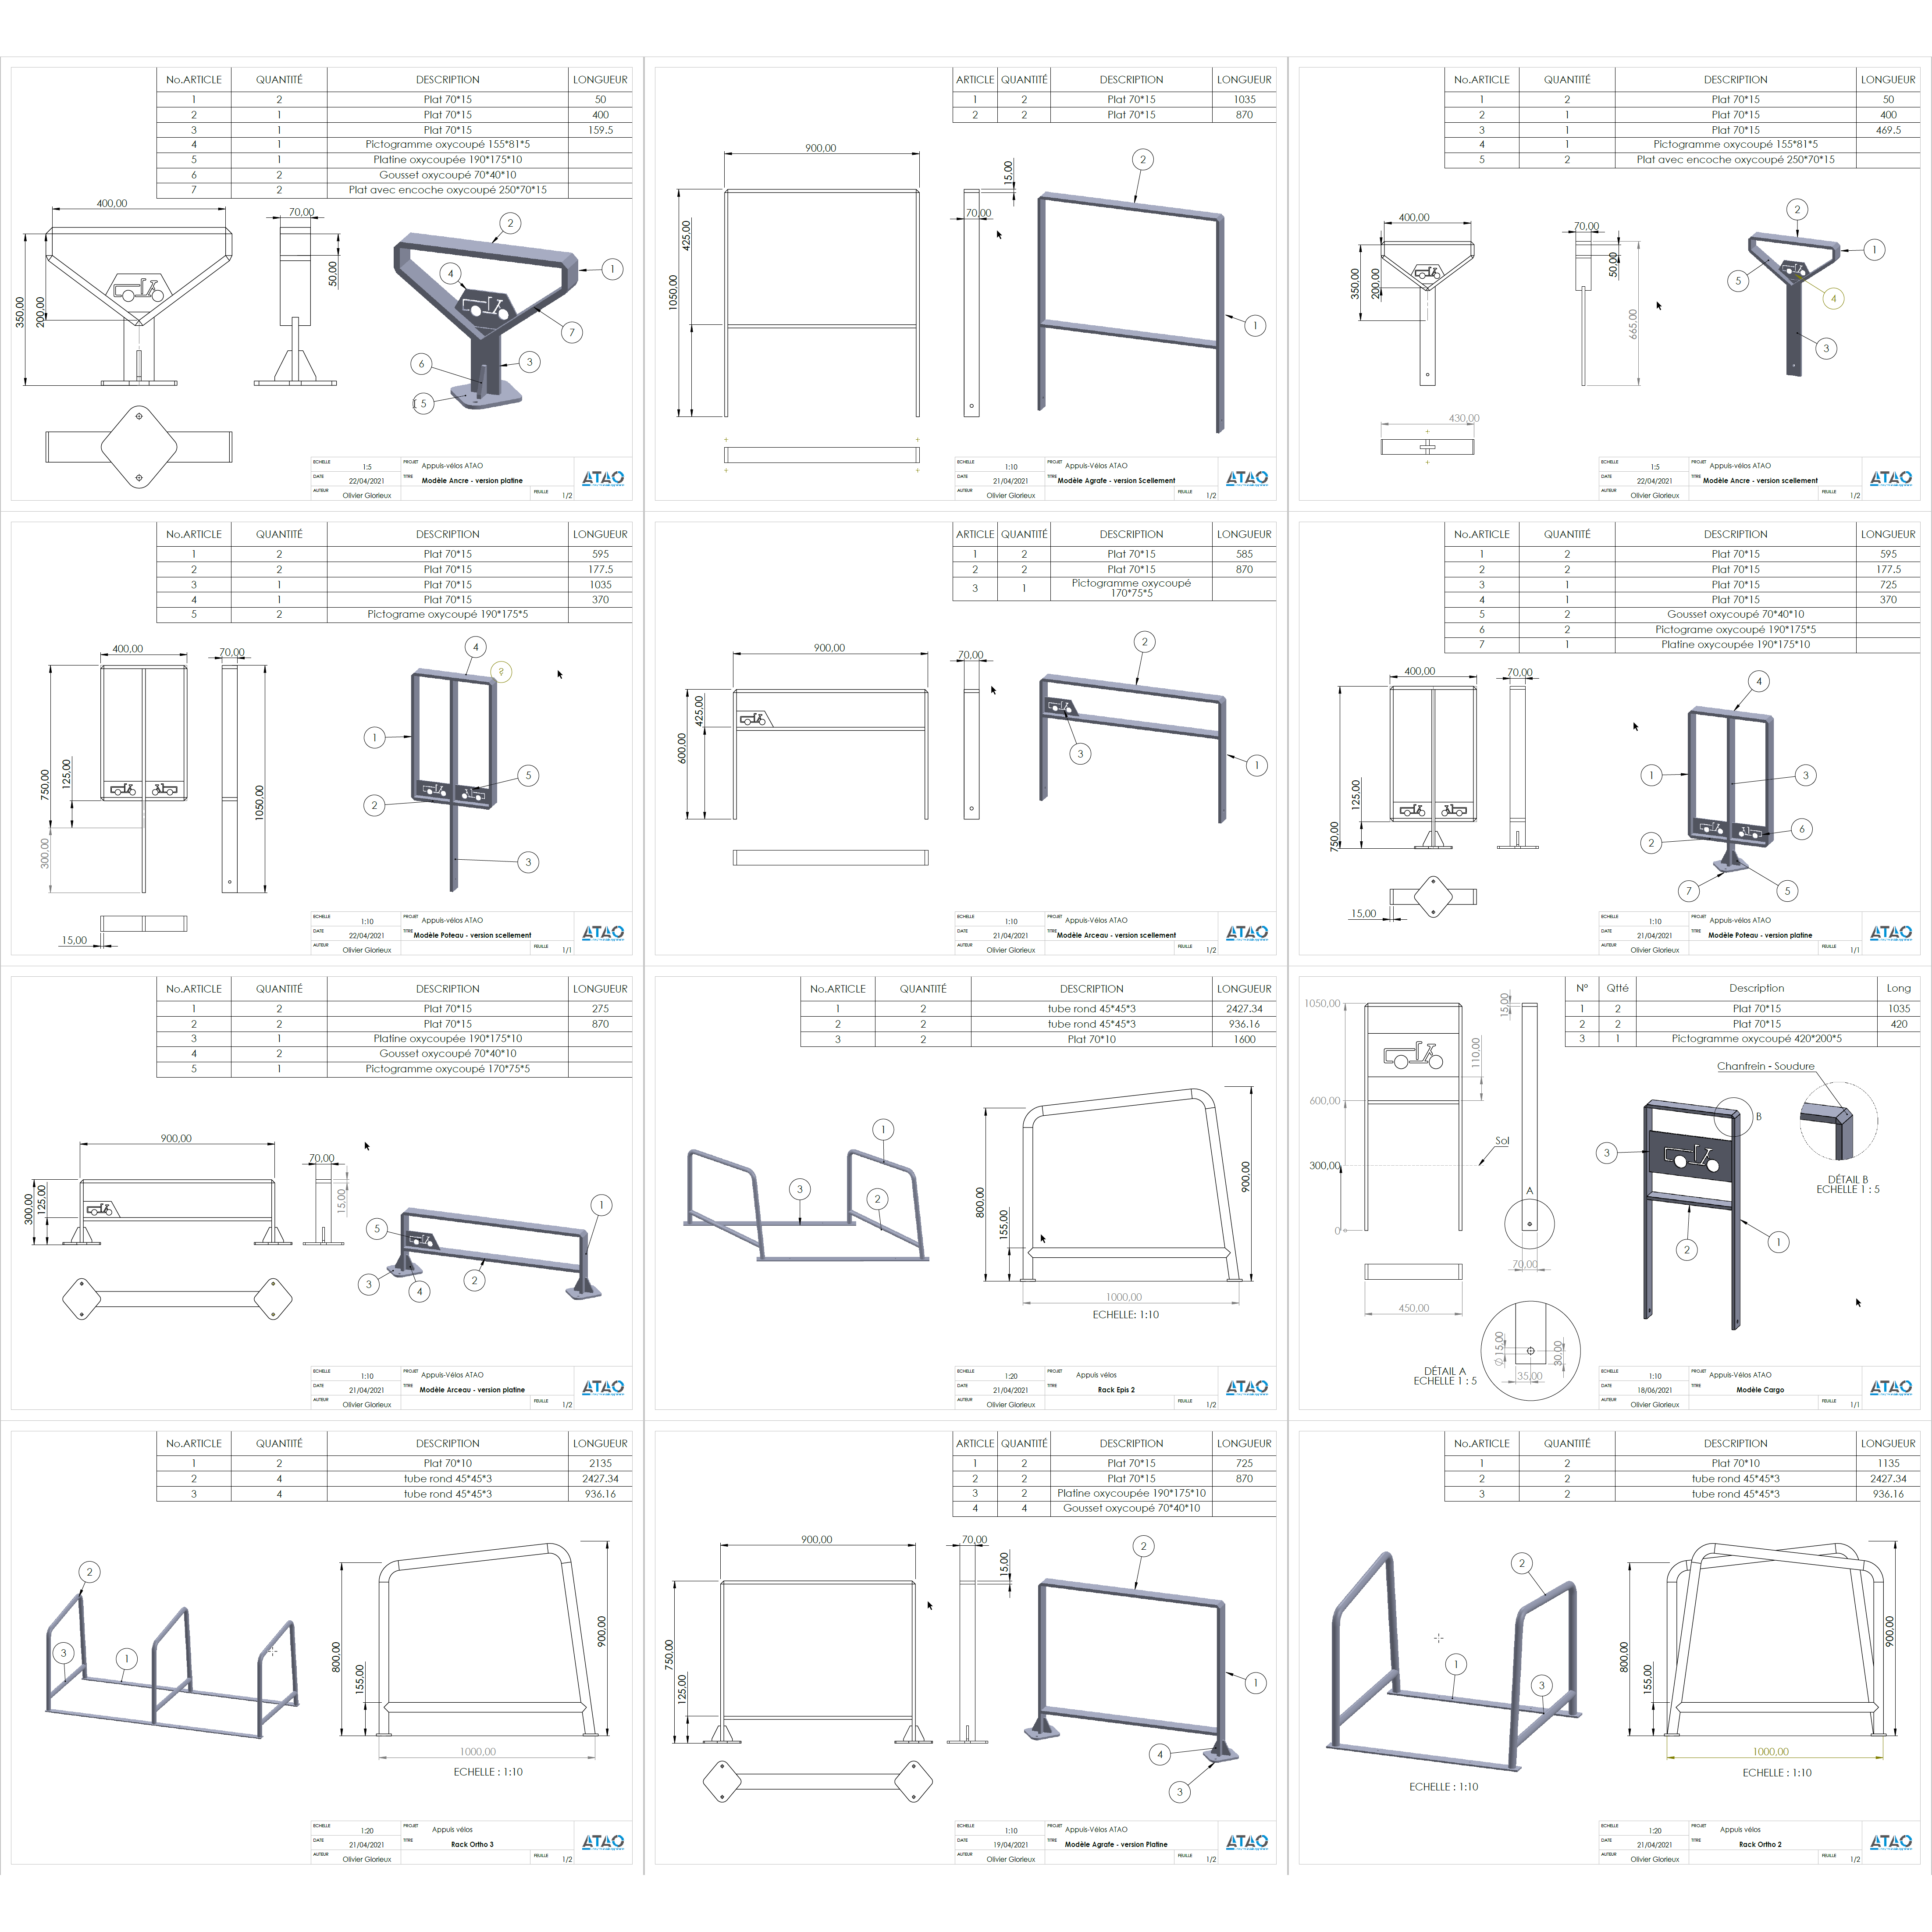 No.ARTICLE QUANTITÉ DESCRIPTION LONGUEUR
1 2 Plat 70*15 50
2 1 Plat 70*15 400
3 1 Plat 70*15 159.5
4 1 Pictogramme oxycoupé 155*81*5
5 1 Platine oxycoupée 190*175*10
6 2 Gousset oxycoupé 70*40*10
7 2 Plat avec encoche oxycoupé 250*70*15
400,00
70,00
50,00
350,00
200,00
2
1
4
7
6
3
5
ECHELLE 1:5 PROJET Appuis-vélos ATAO
DATE 22/04/2021 TITRE Modèle Ancre - version platine
AUTEUR Olivier Glorieux FEUILLE 1/2
ATAO
ARTICLE QUANTITÉ DESCRIPTION LONGUEUR
1 2 Plat 70*15 1035
2 2 Plat 70*15 870
900,00
15,00
70,00
425,00
1050,00
2
1
ECHELLE 1:10 PROJET Appuis-Vélos ATAO
DATE 21/04/2021 TITRE Modèle Agrafe - version Scellement
AUTEUR Olivier Glorieux FEUILLE 1/2
ATAO
No.ARTICLE QUANTITÉ DESCRIPTION LONGUEUR
1 2 Plat 70*15 50
2 1 Plat 70*15 400
3 1 Plat 70*15 469.5
4 1 Pictogramme oxycoupé 155*81*5
5 2 Plat avec encoche oxycoupé 250*70*15
400,00
70,00
50,00
350,00
200,00
665,00
430,00
2
1
5
4
3
ECHELLE 1:5 PROJET Appuis-vélos ATAO
DATE 22/04/2021 TITRE Modèle Ancre - version scellement
AUTEUR Olivier Glorieux FEUILLE 1/2
ATAO
No.ARTICLE QUANTITÉ DESCRIPTION LONGUEUR
1 2 Plat 70*15 595
2 2 Plat 70*15 177.5
3 1 Plat 70*15 1035
4 1 Plat 70*15 370
5 2 Pictograme oxycoupé 190*175*5
400,00
70,00
750,00
125,00
300,00
1050,00
15,00
4
?
1
5
2
3
ECHELLE 1:10 PROJET Appuis-vélos ATAO
DATE 22/04/2021 TITRE Modèle Poteau - version scellement
AUTEUR Olivier Glorieux FEUILLE 1/1
ATAO
ARTICLE QUANTITÉ DESCRIPTION LONGUEUR
1 2 Plat 70*15 585
2 2 Plat 70*15 870
3 1 Pictogramme oxycoupé
170*75*5
900,00
70,00
425,00
600,00
2
3
1
ECHELLE 1:10 PROJET Appuis-Vélos ATAO
DATE 21/04/2021 TITRE Modèle Arceau - version scellement
AUTEUR Olivier Glorieux FEUILLE 1/2
ATAO
No.ARTICLE QUANTITÉ DESCRIPTION LONGUEUR
1 2 Plat 70*15 595
2 2 Plat 70*15 177.5
3 1 Plat 70*15 725
4 1 Plat 70*15 370
5 2 Gousset oxycoupé 70*40*10
6 2 Pictograme oxycoupé 190*175*5
7 1 Platine oxycoupée 190*175*10
400,00
70,00
125,00
750,00
15,00
4
1
3
6
2
7
5
ECHELLE 1:10 PROJET Appuis-vélos ATAO
DATE 21/04/2021 TITRE Modèle Poteau - version platine
AUTEUR Olivier Glorieux FEUILLE 1/1
ATAO
No.ARTICLE QUANTITÉ DESCRIPTION LONGUEUR
1 2 Plat 70*15 275
2 2 Plat 70*15 870
3 1 Platine oxycoupée 190*175*10
4 2 Gousset oxycoupé 70*40*10
5 1 Pictogramme oxycoupé 170*75*5
900,00
70,00
15,00
300,00
125,00
1
5
3
4
2
ECHELLE 1:10 PROJET Appuis-Vélos ATAO
DATE 21/04/2021 TITRE Modèle Arceau - version platine
AUTEUR Olivier Glorieux FEUILLE 1/2
ATAO
No.ARTICLE QUANTITÉ DESCRIPTION LONGUEUR
1 2 tube rond 45*45*3 2427.34
2 2 tube rond 45*45*3 936.16
3 2 Plat 70*10 1600
1
3
2
800,00
155,00
900,00
1000,00
ECHELLE: 1:10
ECHELLE 1:20 PROJET Appuis vélos
DATE 21/04/2021 TITRE Rack Epis 2
AUTEUR Olivier Glorieux FEUILLE 1/2
ATAO
N° Qtté Description Long
1 2 Plat 70*15 1035
2 2 Plat 70*15 420
3 1 Pictogramme oxycoupé 420*200*5
1050,00
15,00
110,00
600,00
300,00
0
Sol
A
70,00
450,00
Chanfrein - Soudure
B
3
2
1
DÉTAIL B
ECHELLE 1 : 5
DÉTAIL A
ECHELLE 1 : 5
∅15,00
30,00
35,00
ECHELLE 1:10 PROJET Appuis-Vélos ATAO
DATE 18/06/2021 TITRE Modèle Cargo
AUTEUR Olivier Glorieux FEUILLE 1/1
ATAO
No.ARTICLE QUANTITÉ DESCRIPTION LONGUEUR
1 2 Plat 70*10 2135
2 4 tube rond 45*45*3 2427.34
3 4 tube rond 45*45*3 936.16
2
3
1
800,00
155,00
900,00
1000,00
ECHELLE : 1:10
ECHELLE 1:20 PROJET Appuis vélos
DATE 21/04/2021 TITRE Rack Ortho 3
AUTEUR Olivier Glorieux FEUILLE 1/2
ATAO
ARTICLE QUANTITÉ DESCRIPTION LONGUEUR
1 2 Plat 70*15 725
2 2 Plat 70*15 870
3 2 Platine oxycoupée 190*175*10
4 4 Gousset oxycoupé 70*40*10
900,00
70,00
15,00
750,00
125,00
2
1
4
3
ECHELLE 1:10 PROJET Appuis-Vélos ATAO
DATE 19/04/2021 TITRE Modèle Agrafe - version Platine
AUTEUR Olivier Glorieux FEUILLE 1/2
ATAO
No.ARTICLE QUANTITÉ DESCRIPTION LONGUEUR
1 2 Plat 70*10 1135
2 2 tube rond 45*45*3 2427.34
3 2 tube rond 45*45*3 936.16
2
1
3
ECHELLE : 1:10
800,00
155,00
900,00
1000,00
ECHELLE : 1:10
ECHELLE 1:20 PROJET Appuis vélos
DATE 21/04/2021 TITRE Rack Ortho 2
AUTEUR Olivier Glorieux FEUILLE 1/2
ATAO